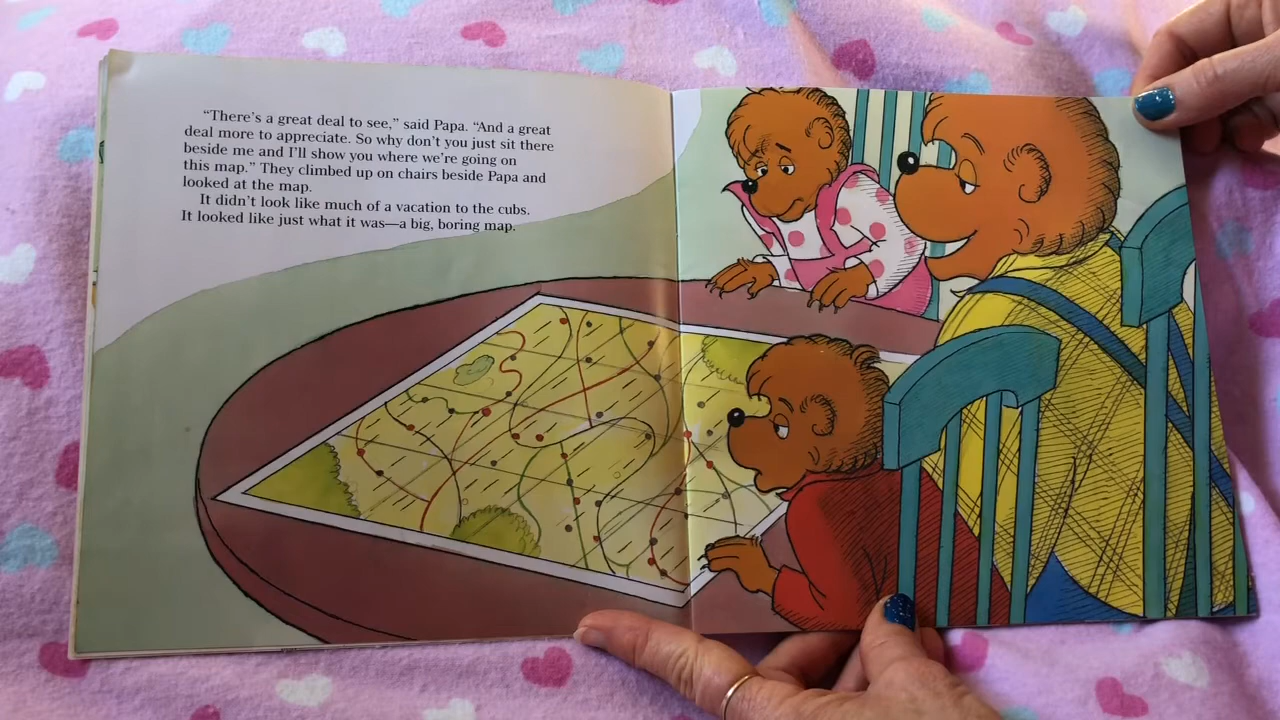 “There’s a great deal to see,” said Papa. “And a great
deal more to appreciate. So why don’t you just sit there
beside me and I’ll show you where we’re going on
this map.” They climbed up on chairs beside Papa and
looked at the map.
It didn’t look like much of a vacation to the cubs.
It looked like just what it was—a big, boring map.